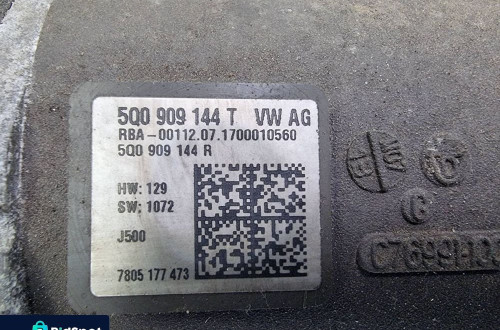 5Q0 909 144 T VW AG
RBA-00112.07.1700010560
5Q0 909 144 R
HW: 129
SW: 1072
J500
7805 177 473
BidSpot